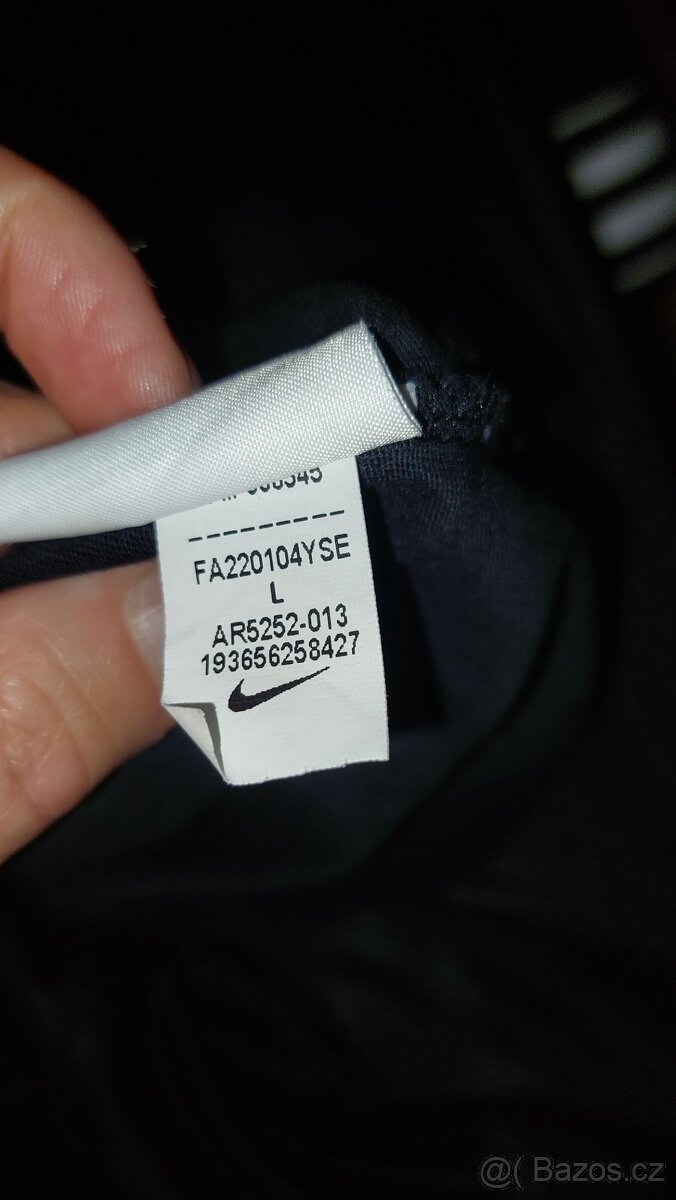 FA220104YSE
L
AR5252-013
193656258427
@( Bazos.cz